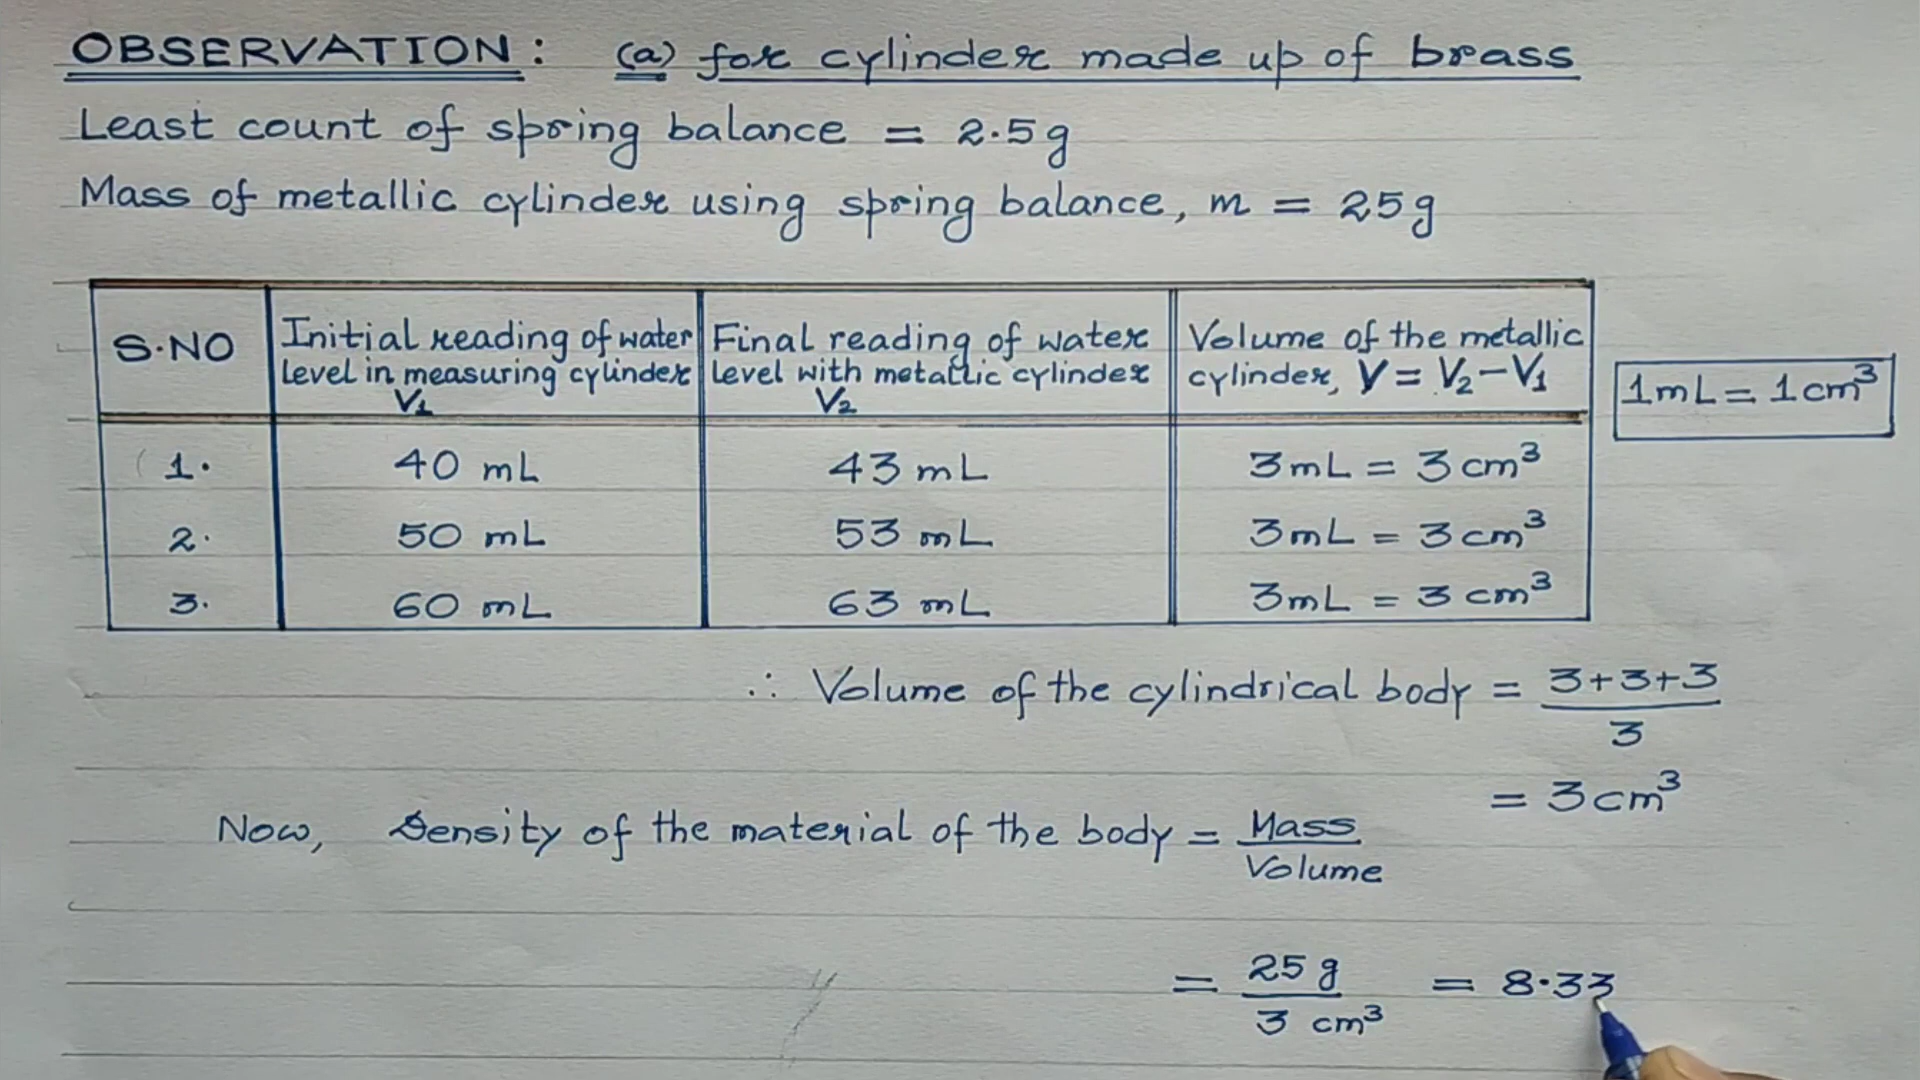 OBSERVATION: (a) for cylinder made up of brass
Least count of spring balance = 2.5g
Mass of metallic cylinder using spring balance, m = 25g
S.NO
Initial reading of water
level in measuring cylinder
V₁
Final reading of water
level with metallic cylinder
V₂
Volume of the metallic
cylinder, V = V₂-V₁
1mL = 1cm³
1. 40 mL 43 mL 3mL = 3cm³
2. 50 mL 53 mL 3mL = 3cm³
3. 60 mL 63 mL 3mL = 3 cm³
∴ Volume of the cylindrical body = 3+3+3
3
= 3cm³
Now, Density of the material of the body = Mass
Volume
= 25g = 8.33
3 cm³